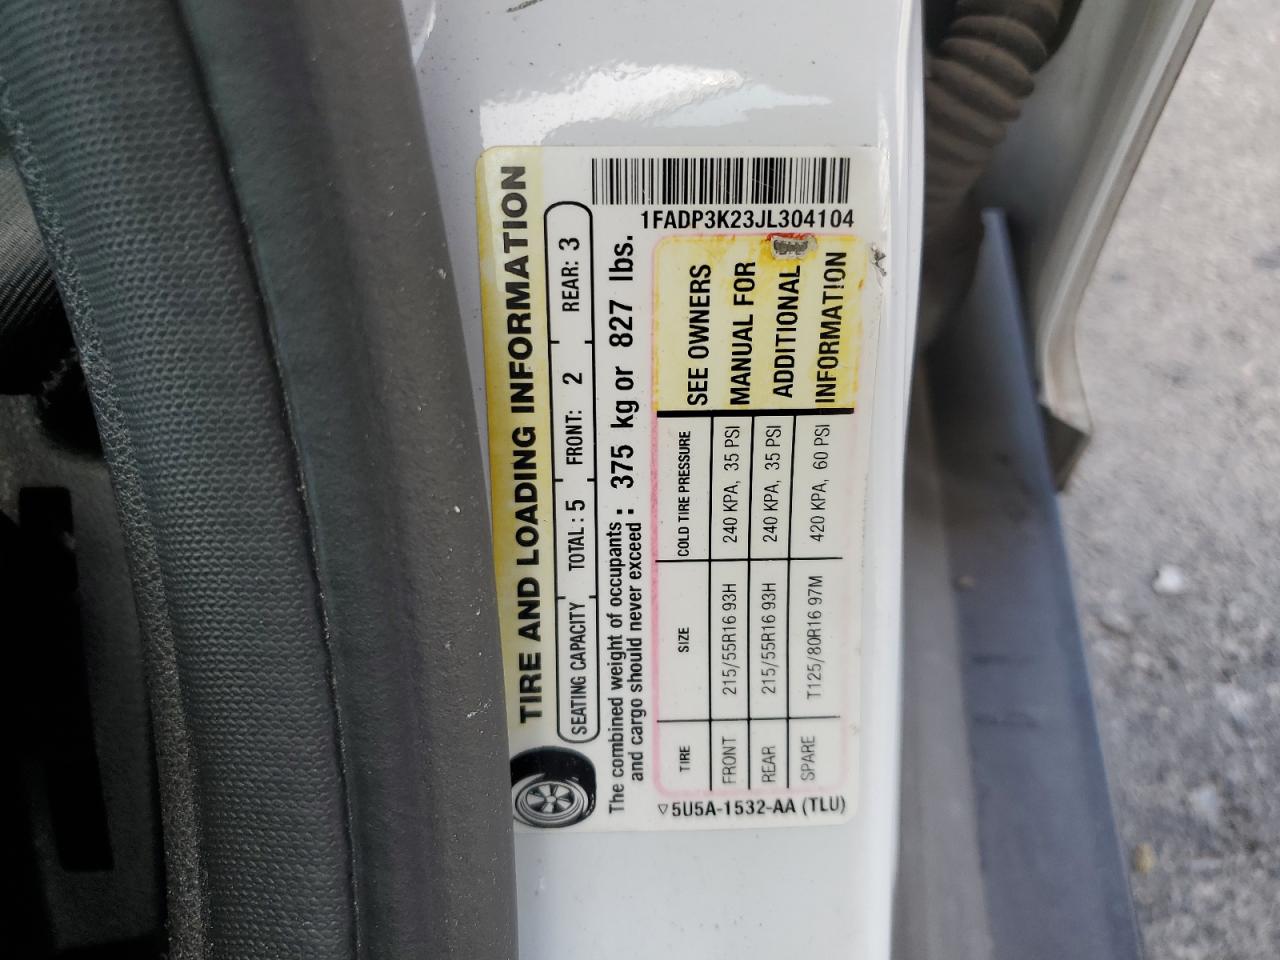 TIRE AND LOADING INFORMATION
SEATING CAPACITY TOTAL: 5 FRONT: 2 REAR: 3
The combined weight of occupants
and cargo should never exceed : 375 kg or 827 lbs.
1FADP3K23JL304104
TIRE SIZE COLD TIRE PRESSURE
FRONT 215/55R16 93H 240 KPA, 35 PSI
REAR 215/55R16 93H 240 KPA, 35 PSI
SPARE T125/80R16 97M 420 KPA, 60 PSI
SEE OWNERS
MANUAL FOR
ADDITIONAL
INFORMATION
▽5U5A-1532-AA (TLU)